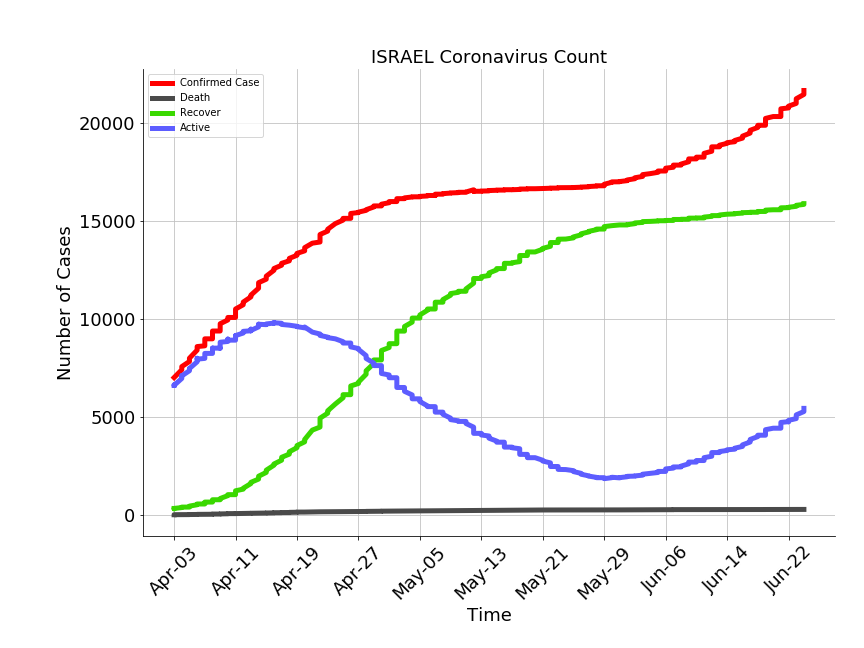 ISRAEL Coronavirus Count
Confirmed Case
Death
Recover
Active
Number of Cases
20000
15000
10000
5000
0
Apr-03
Apr-11
Apr-19
Apr-27
May-05
May-13
May-21
May-29
Jun-06
Jun-14
Jun-22
Time